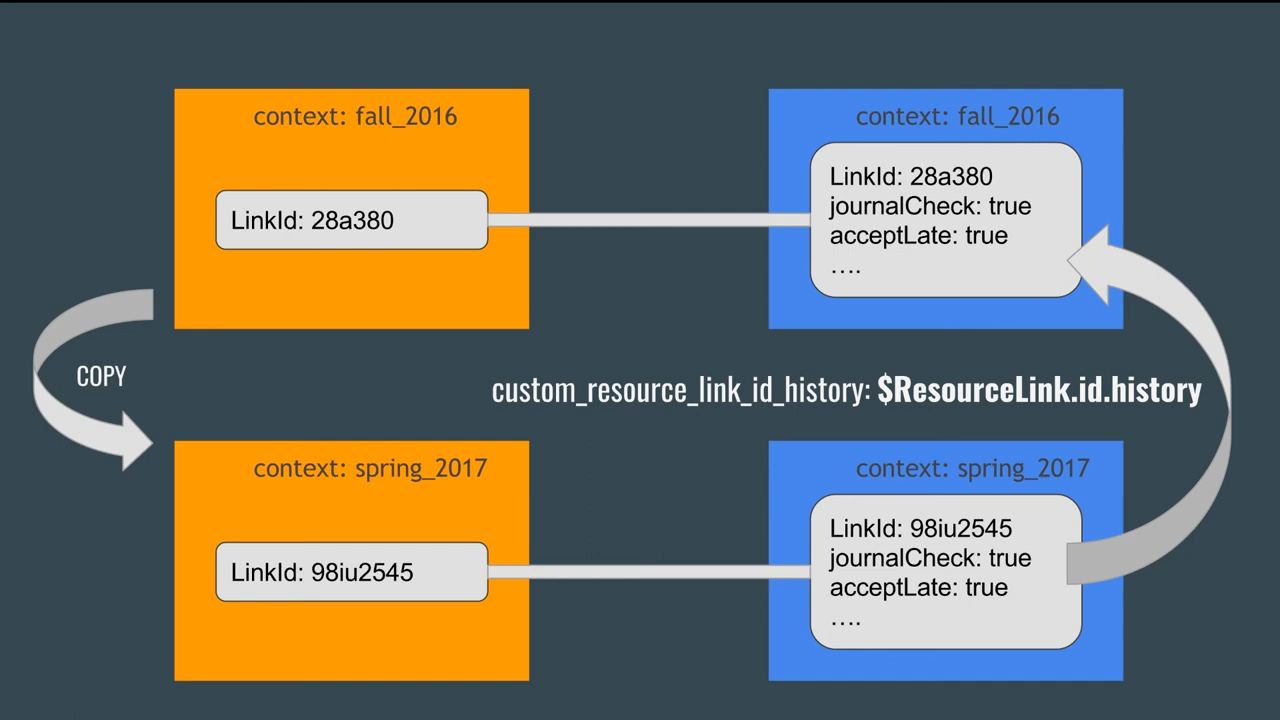 context: fall_2016
LinkId: 28a380
context: fall_2016
LinkId: 28a380
journalCheck: true
acceptLate: true
....
COPY
custom_resource_link_id_history: $ResourceLink.id.history
context: spring_2017
LinkId: 98iu2545
context: spring_2017
LinkId: 98iu2545
journalCheck: true
acceptLate: true
....